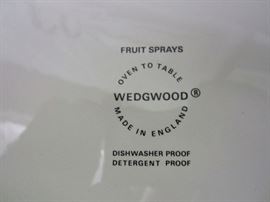 FRUIT SPRAYS
OVEN TO TABLE
WEDGWOOD®
MADE IN ENGLAND
DISHWASHER PROOF
DETERGENT PROOF